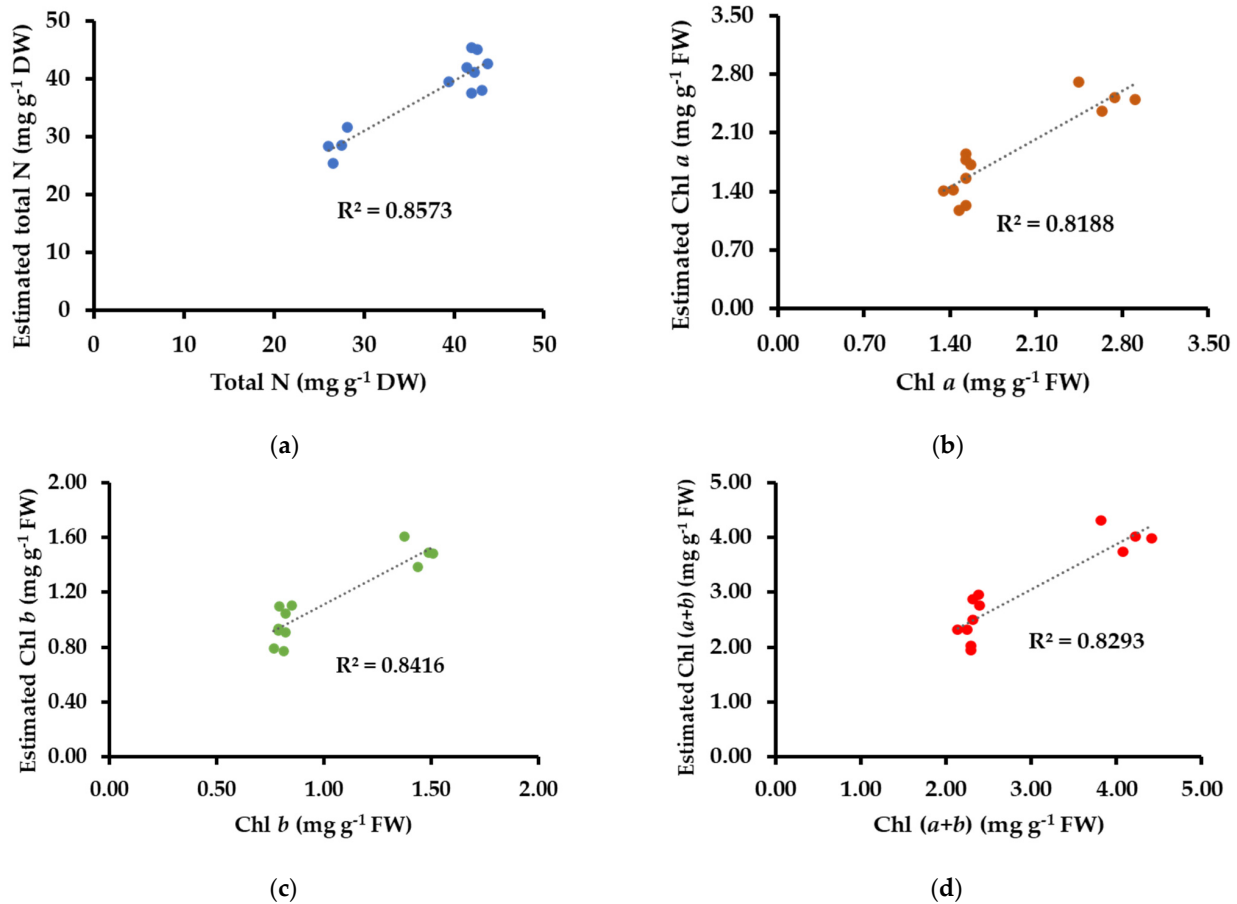 Estimated total N (mg g⁻¹ DW)
50
40
30
20
10
0
R² = 0.8573
0 10 20 30 40 50
Total N (mg g⁻¹ DW)
(a)
Estimated Chl a (mg g⁻¹ FW)
3.50
2.80
2.10
1.40
0.70
0.00
R² = 0.8188
0.00 0.70 1.40 2.10 2.80 3.50
Chl a (mg g⁻¹ FW)
(b)
Estimated Chl b (mg g⁻¹ FW)
2.00
1.60
1.20
0.80
0.40
0.00
R² = 0.8416
0.00 0.50 1.00 1.50 2.00
Chl b (mg g⁻¹ FW)
(c)
Estimated Chl (a+b) (mg g⁻¹ FW)
5.00
4.00
3.00
2.00
1.00
0.00
R² = 0.8293
0.00 1.00 2.00 3.00 4.00 5.00
Chl (a+b) (mg g⁻¹ FW)
(d)